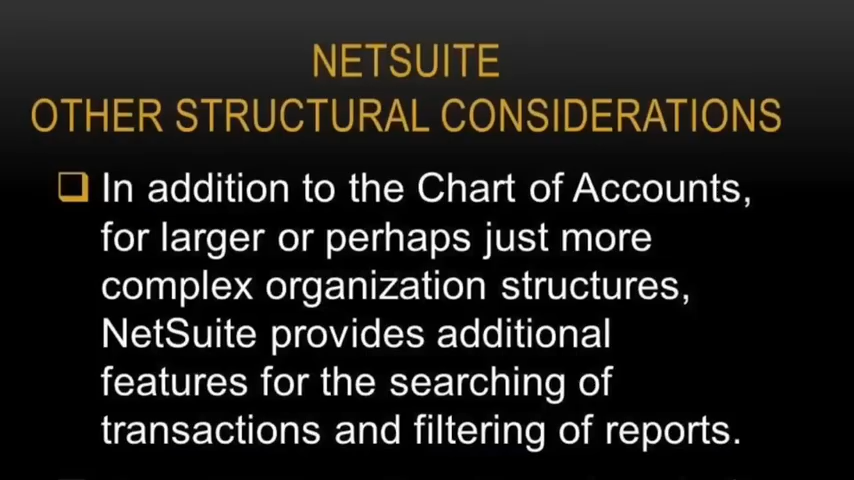 NETSUITE
OTHER STRUCTURAL CONSIDERATIONS
In addition to the Chart of Accounts,
for larger or perhaps just more
complex organization structures,
NetSuite provides additional
features for the searching of
transactions and filtering of reports.